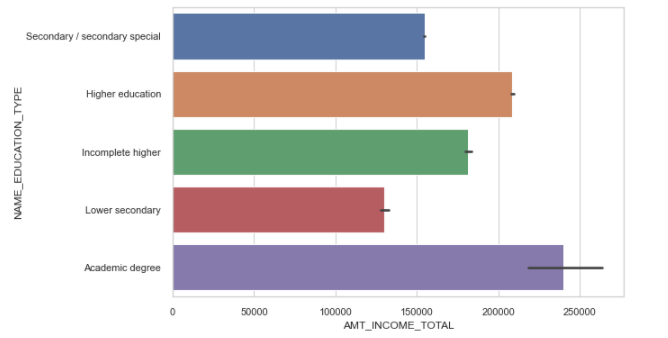 NAME_EDUCATION_TYPE
Secondary / secondary special
Higher education
Incomplete higher
Lower secondary
Academic degree
0 50000 100000 150000 200000 250000
AMT_INCOME_TOTAL